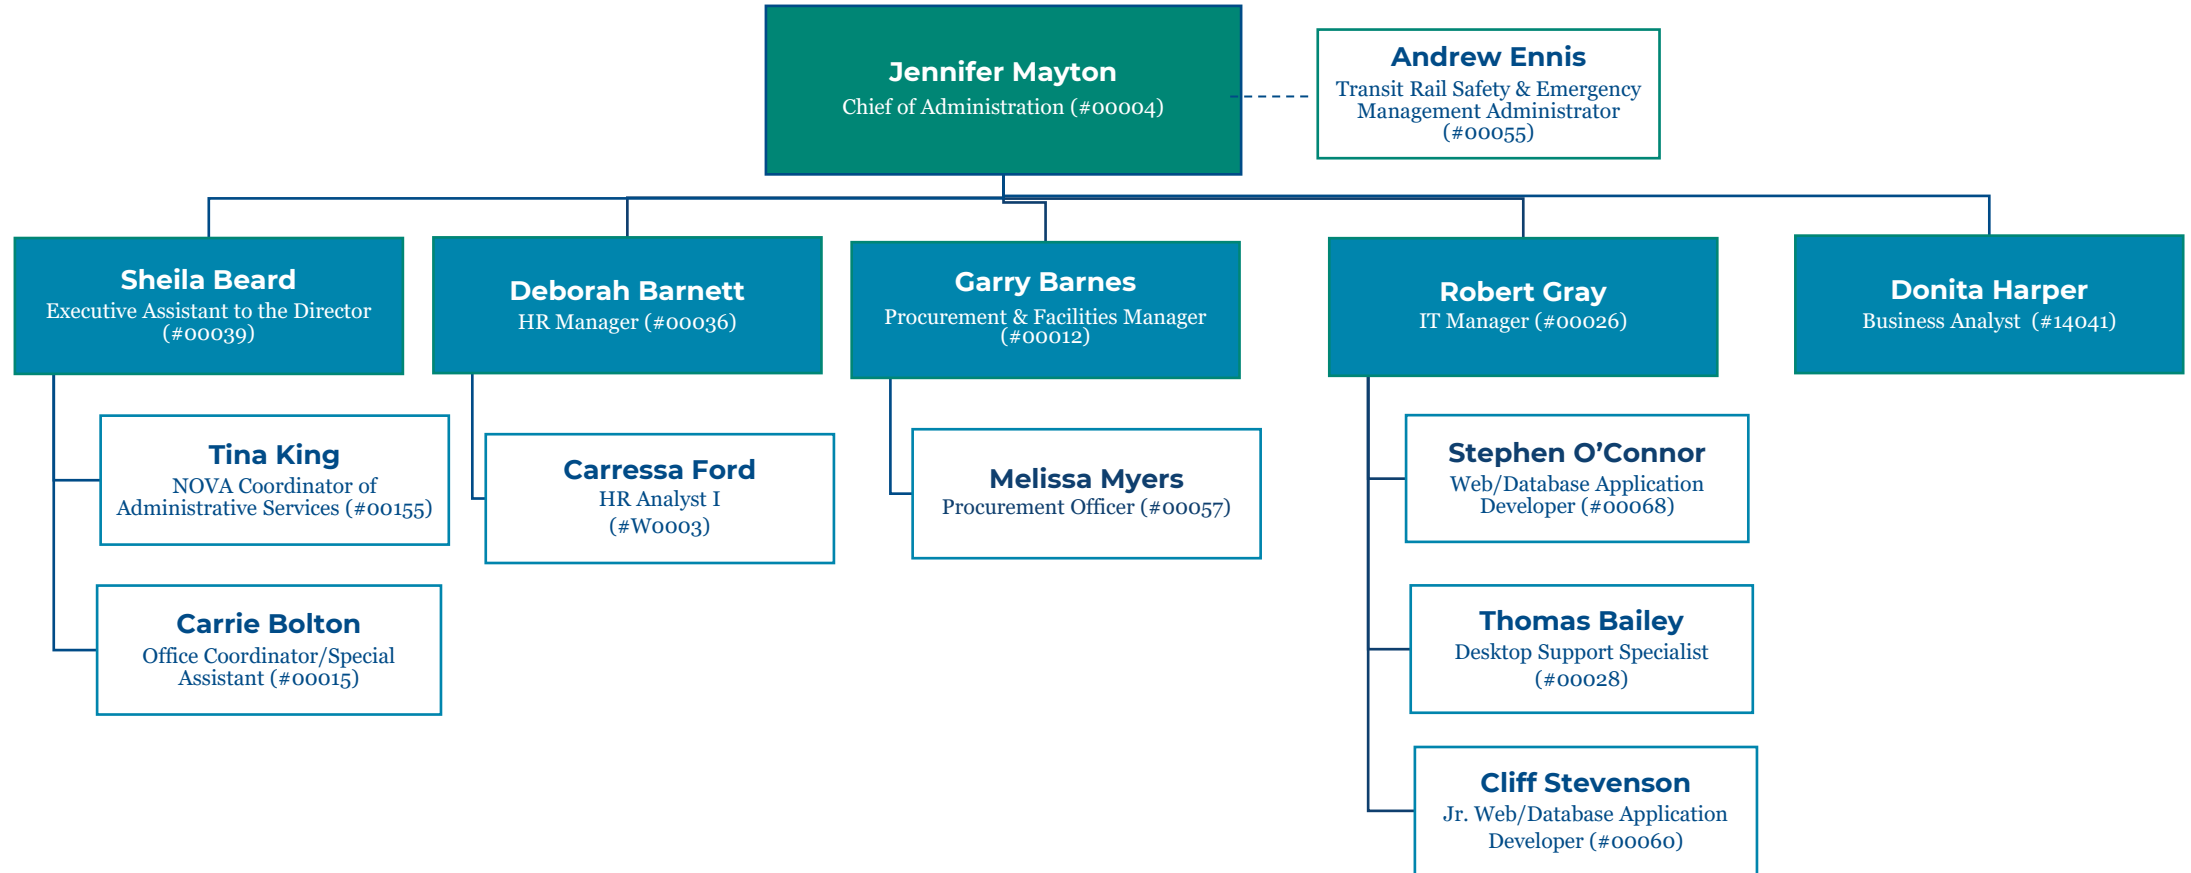 Jennifer Mayton
Chief of Administration (#00004)
Andrew Ennis
Transit Rail Safety & Emergency
Management Administrator
(#00055)
Sheila Beard
Executive Assistant to the Director
(#00039)
Deborah Barnett
HR Manager (#00036)
Garry Barnes
Procurement & Facilities Manager
(#00012)
Robert Gray
IT Manager (#00026)
Donita Harper
Business Analyst  (#14041)
Tina King
NOVA Coordinator of
Administrative Services (#00155)
Carressa Ford
HR Analyst I
(#W0003)
Melissa Myers
Procurement Officer (#00057)
Stephen O’Connor
Web/Database Application
Developer (#00068)
Carrie Bolton
Office Coordinator/Special
Assistant (#00015)
Thomas Bailey
Desktop Support Specialist
(#00028)
Cliff Stevenson
Jr. Web/Database Application
Developer (#00060)